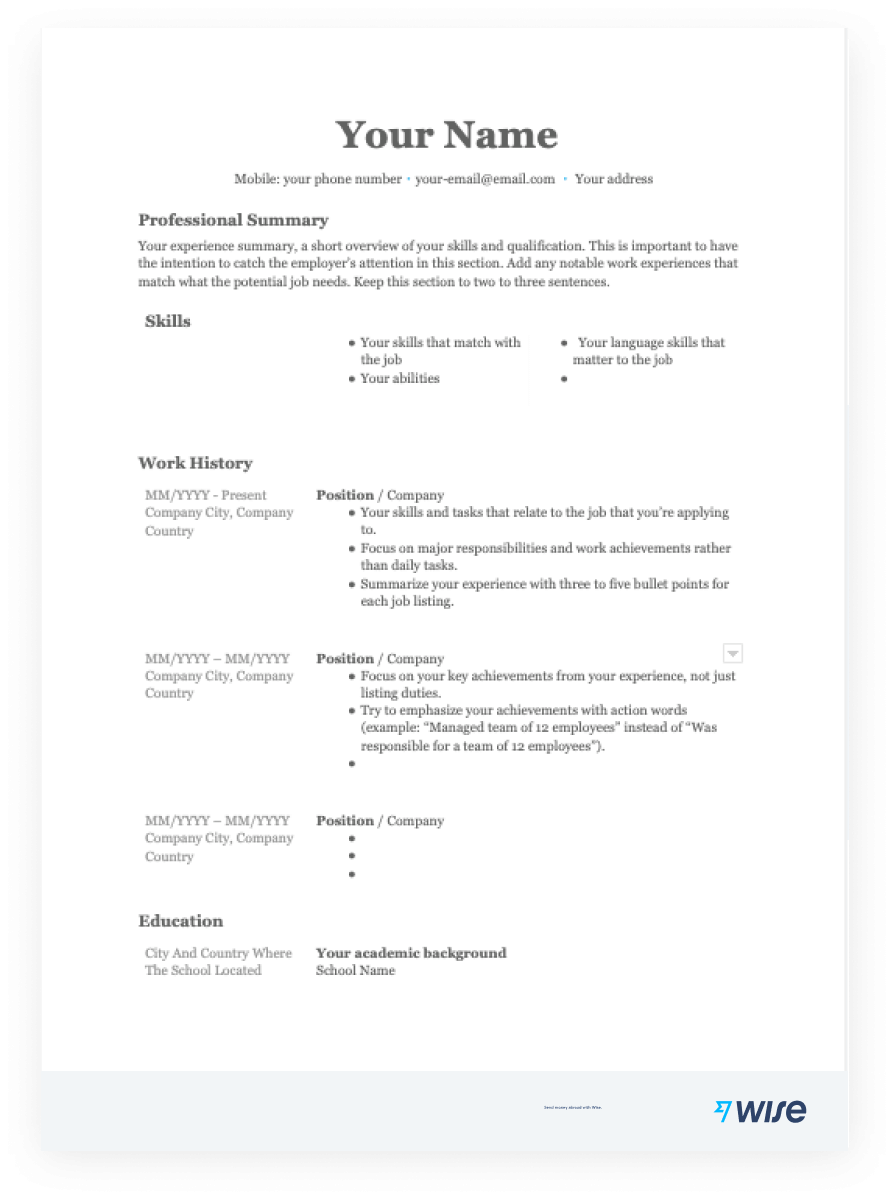 Your Name
Mobile: your phone number • your-email@email.com • Your address
Professional Summary
Your experience summary, a short overview of your skills and qualification. This is important to have
the intention to catch the employer's attention in this section. Add any notable work experiences that
match what the potential job needs. Keep this section to two to three sentences.
Skills
• Your skills that match with
the job
• Your abilities
• Your language skills that
matter to the job
•
Work History
MM/YYYY - Present
Company City, Company
Country
Position / Company
• Your skills and tasks that relate to the job that you're applying
to.
• Focus on major responsibilities and work achievements rather
than daily tasks.
• Summarize your experience with three to five bullet points for
each job listing.
MM/YYYY – MM/YYYY
Company City, Company
Country
Position / Company
• Focus on your key achievements from your experience, not just
listing duties.
• Try to emphasize your achievements with action words
(example: “Managed team of 12 employees” instead of “Was
responsible for a team of 12 employees”).
•
MM/YYYY – MM/YYYY
Company City, Company
Country
Position / Company
•
•
•
Education
City And Country Where
The School Located
Your academic background
School Name
Send money abroad with Wise.
WISE